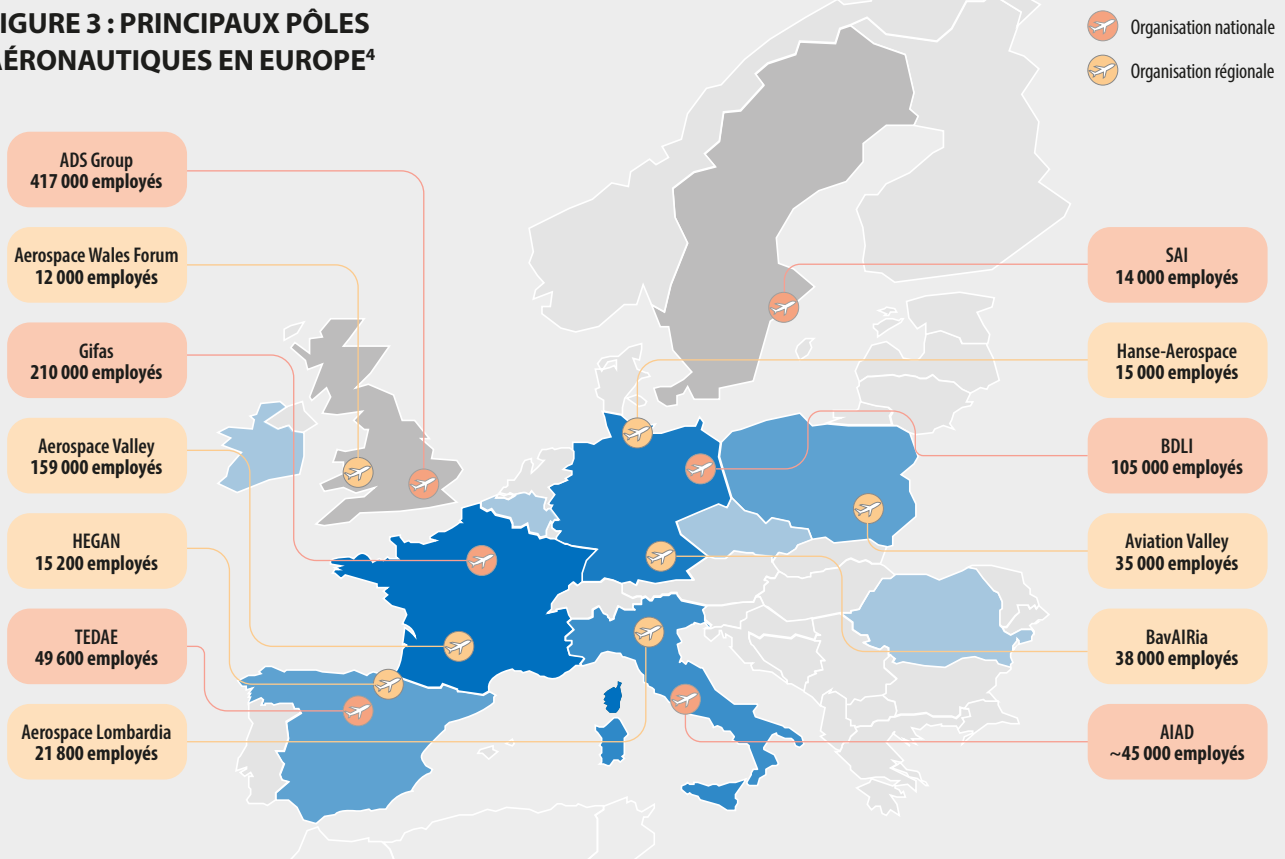 IGURE 3 : PRINCIPAUX PÔLES
AÉRONAUTIQUES EN EUROPE⁴
Organisation nationale
Organisation régionale
ADS Group
417 000 employés
Aerospace Wales Forum
12 000 employés
Gifas
210 000 employés
Aerospace Valley
159 000 employés
HEGAN
15 200 employés
TEDAE
49 600 employés
Aerospace Lombardia
21 800 employés
SAI
14 000 employés
Hanse-Aerospace
15 000 employés
BDLI
105 000 employés
Aviation Valley
35 000 employés
BavAIRia
38 000 employés
AIAD
~45 000 employés